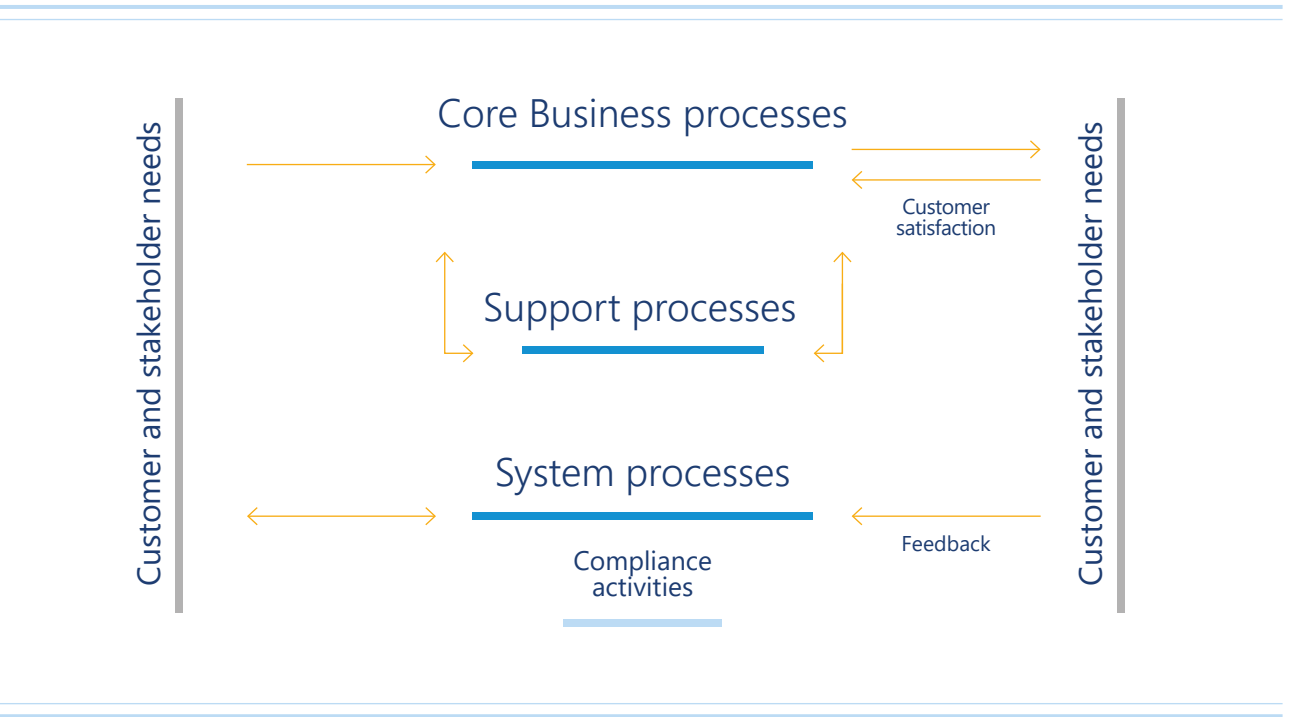 Customer and stakeholder needs
Core Business processes
Customer
satisfaction
Support processes
System processes
Feedback
Compliance
activities
Customer and stakeholder needs